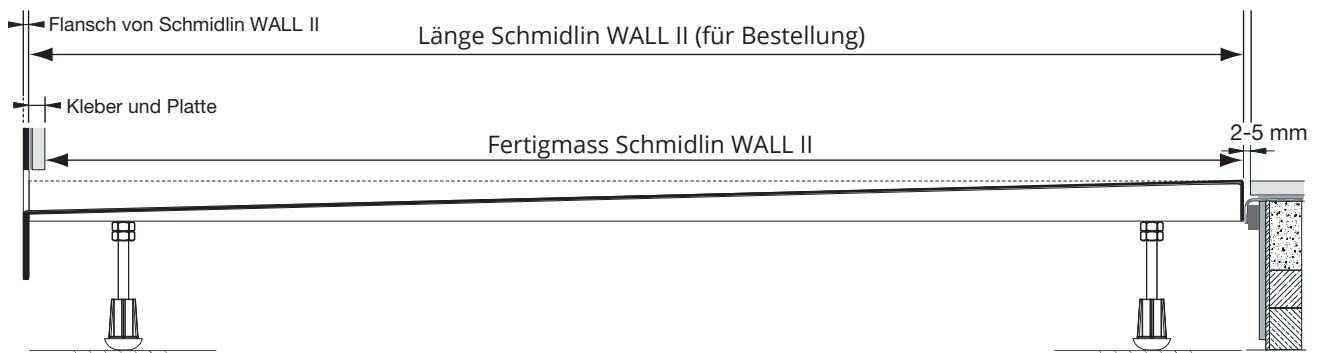 Flansch von Schmidlin WALL II
Länge Schmidlin WALL II (für Bestellung)
Kleber und Platte
2-5 mm
Fertigmass Schmidlin WALL II